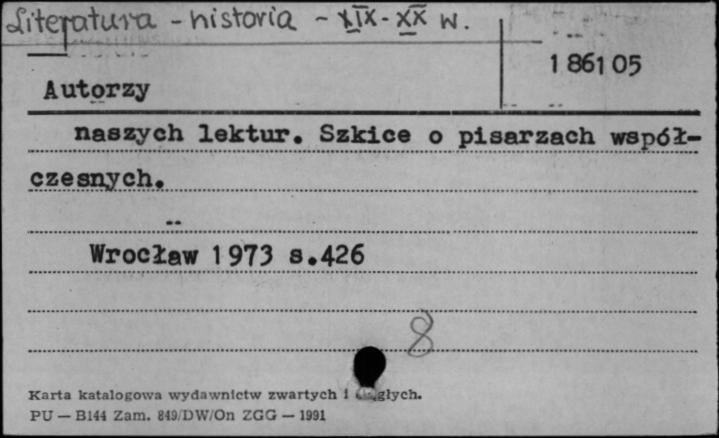 Literatura - historia - XIX - XX w.
1 861 05
Autorzy
naszych lektur. Szkice o pisarzach współ-
czesnych.
Wrocław 1973 s.426
8
Karta katalogowa wydawnictw zwartych i
PU — B144 Zam. 849/DW/On ZGG — 1991